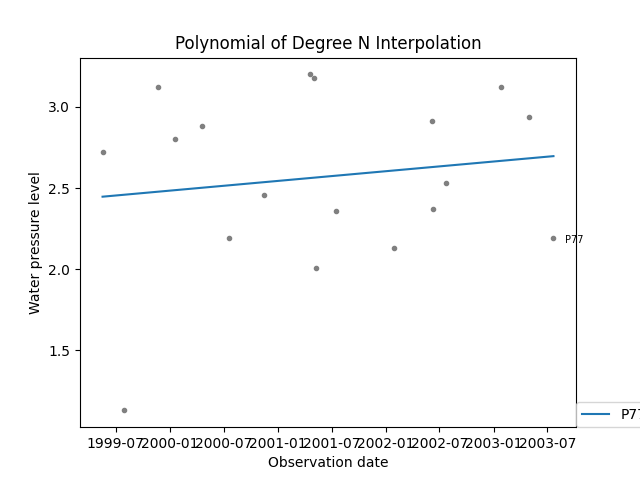 Polynomial of Degree N Interpolation
Water pressure level
3.0
2.5
2.0
1.5
P77
P77
1999-07 2000-01 2000-07 2001-01 2001-07 2002-01 2002-07 2003-01 2003-07
Observation date